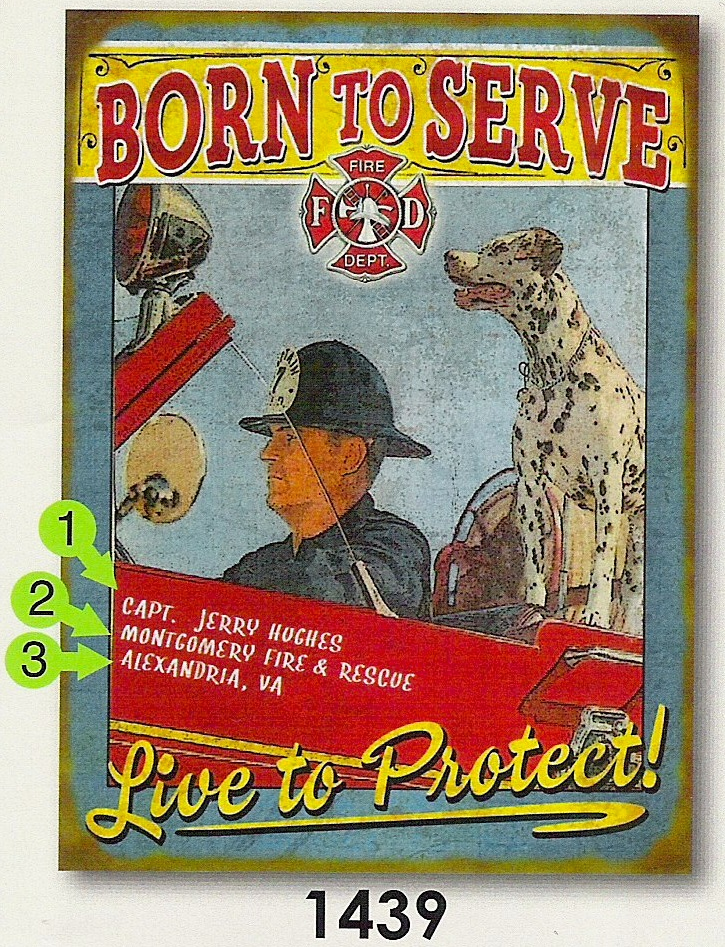 BORN TO SERVE
FIRE
F D
DEPT.
1
1
CAPT. JERRY HUGHES
2
MONTGOMERY FIRE & RESCUE
3
ALEXANDRIA, VA
Live to Protect!
1439